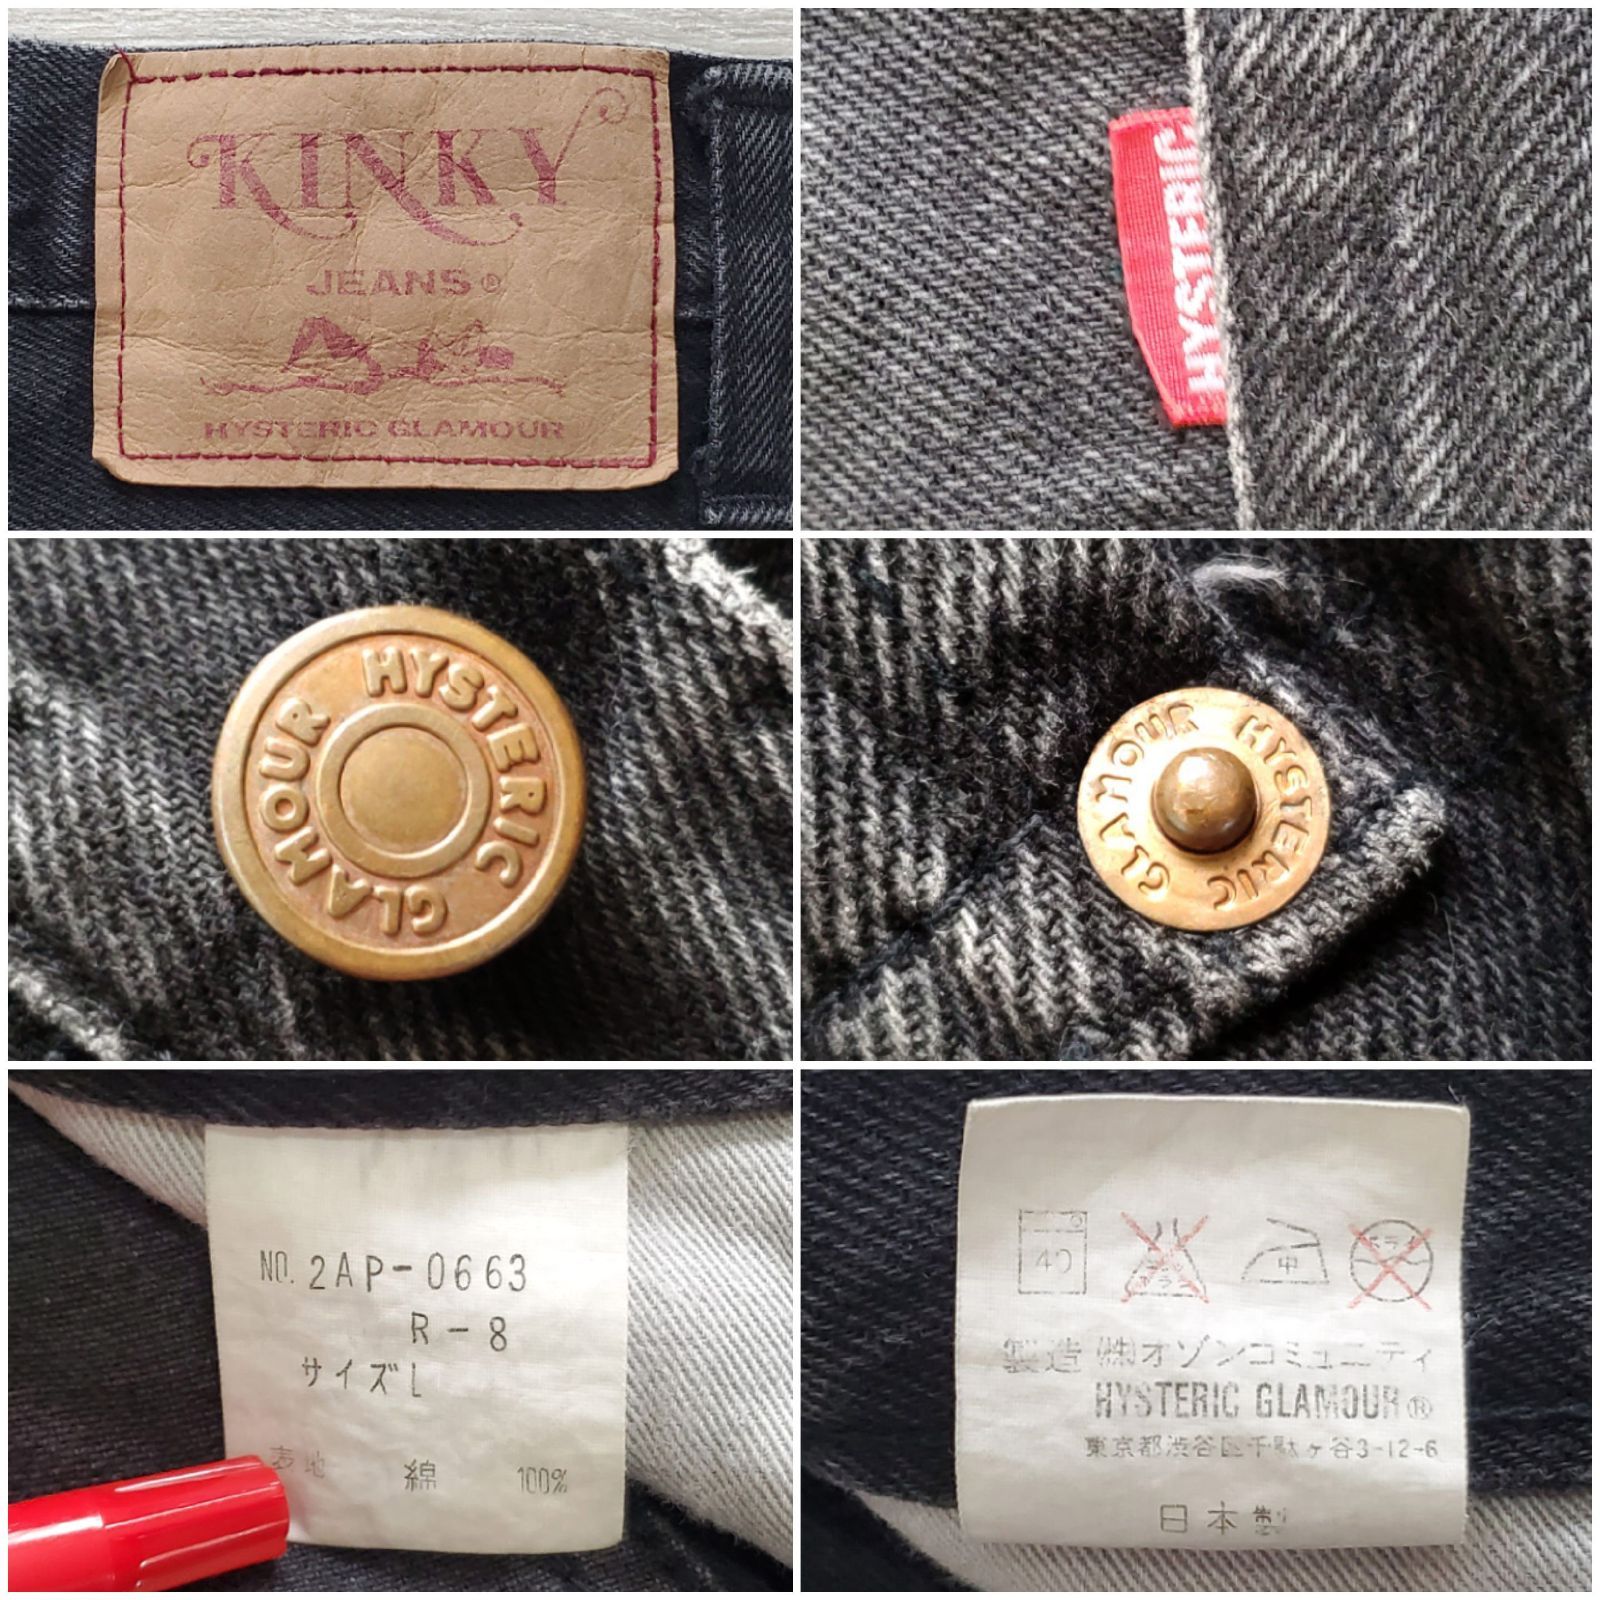 KINKY
JEANS®
HYSTERIC GLAMOUR
HYSTERIC
HYSTERIC GLAMOUR
HYSTERIC GLAMOUR
NO. 2AP-0663
R-8
サイズ L
表地 綿 100%
40 中
製造 ㈱オゾンコミュニティ
HYSTERIC GLAMOUR®
東京都渋谷区千駄ヶ谷3-12-6
日本製